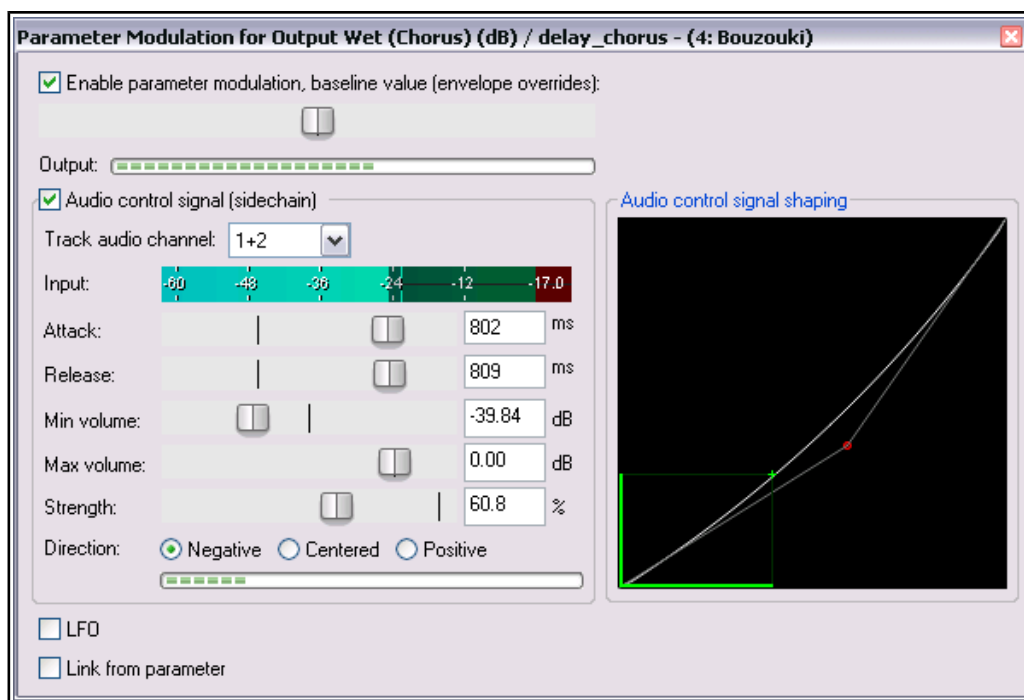 Parameter Modulation for Output Wet (Chorus) (dB) / delay_chorus - (4: Bouzouki)
Enable parameter modulation, baseline value (envelope overrides):
Output:
Audio control signal (sidechain)
Track audio channel: 1+2
Input: -60 -48 -36 -24 -12 -17.0
Attack: 802 ms
Release: 809 ms
Min volume: -39.84 dB
Max volume: 0.00 dB
Strength: 60.8 %
Direction: Negative Centered Positive
Audio control signal shaping
LFO
Link from parameter